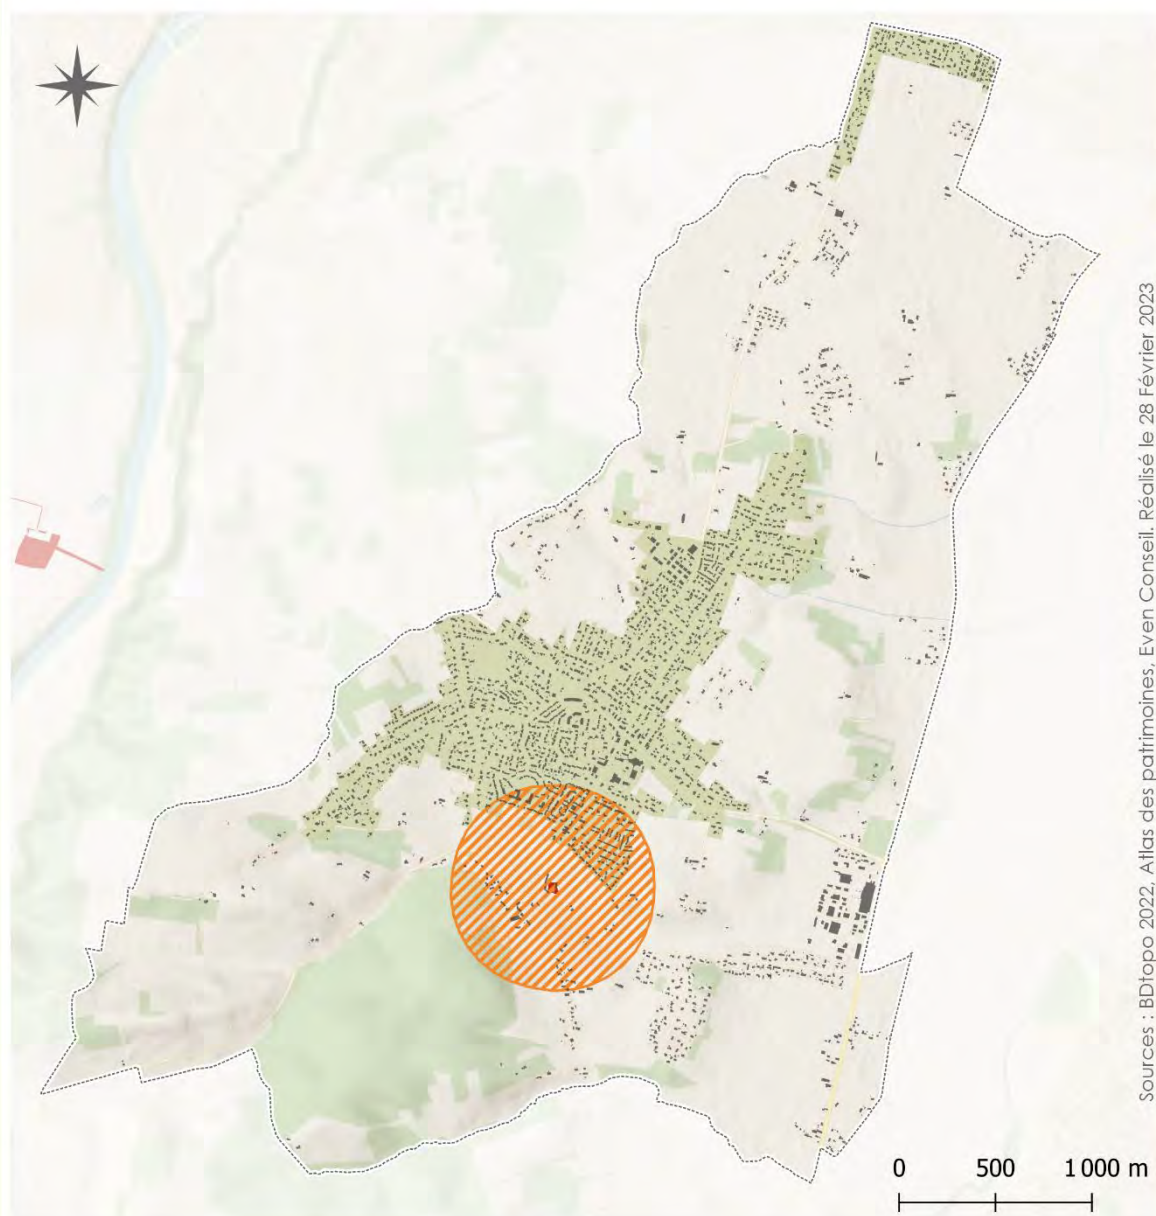 Sources : BDtopo 2022, Atlas des patrimoines, Even Conseil. Réalisé le 28 Février 2023
0 500 1 000 m